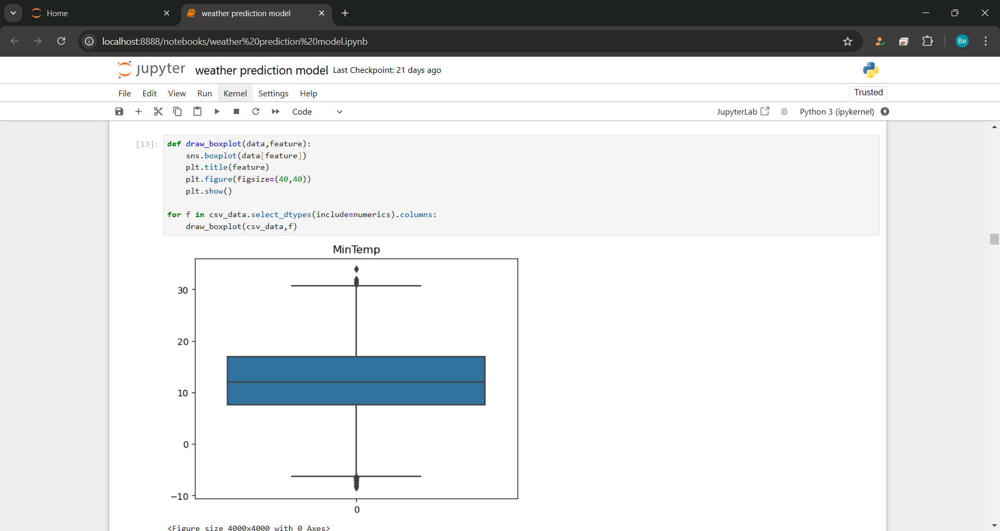 Home
weather prediction model
localhost:8888/notebooks/weather%20prediction%20model.ipynb
Be
jupyter weather prediction model Last Checkpoint: 21 days ago
File Edit View Run Kernel Settings Help
Trusted
Code
JupyterLab
Python 3 (ipykernel)
[13]:
def draw_boxplot(data,feature):
    sns.boxplot(data[feature])
    plt.title(feature)
    plt.figure(figsize=(40,40))
    plt.show()
for f in csv_data.select_dtypes(include=numerics).columns:
    draw_boxplot(csv_data,f)
MinTemp
30
20
10
0
−10
0
<Figure size 4000x4000 with 0 Axes>